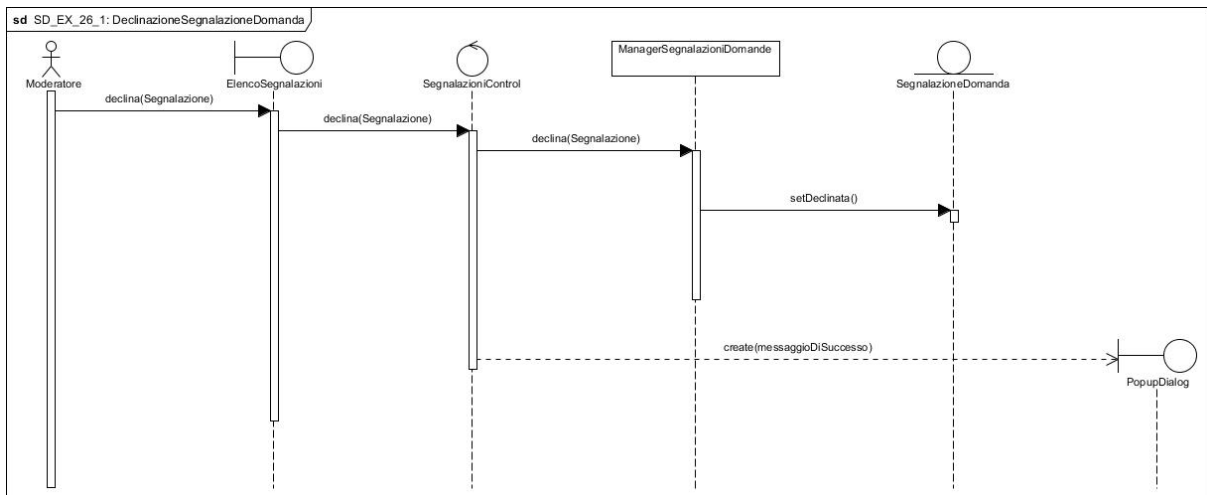 sd SD_EX_26_1: DeclinazioneSegnalazioneDomanda
ManagerSegnalazioniDomande
Moderatore
ElencoSegnalazioni
SegnalazioniControl
SegnalazioneDomanda
declina(Segnalazione)
declina(Segnalazione)
declina(Segnalazione)
setDeclinata()
create(messaggioDiSuccesso)
PopupDialog